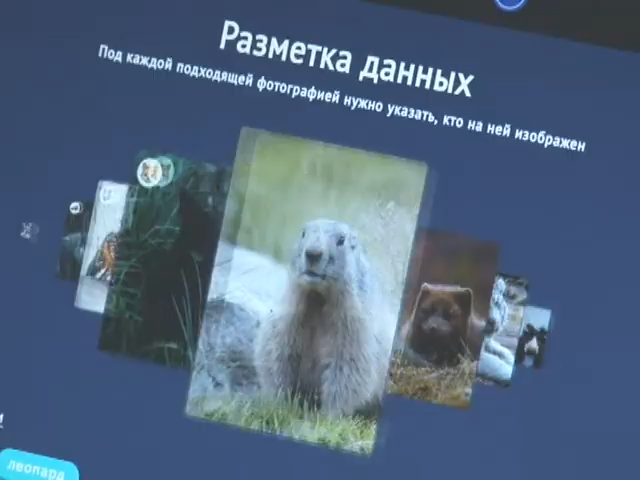 Разметка данных
Под каждой подходящей фотографией нужно указать, кто на ней изображен
леопард